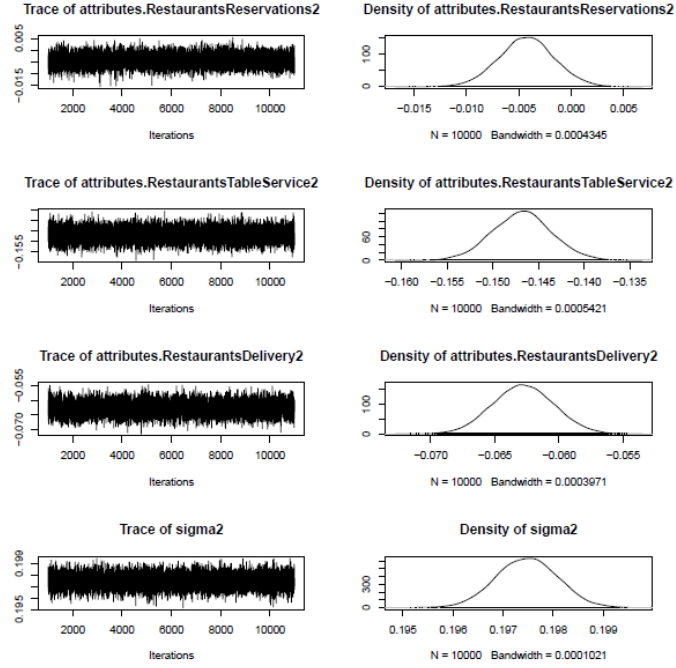 Trace of attributes.RestaurantsReservations2
Density of attributes.RestaurantsReservations2
0.005
-0.015
2000 4000 6000 8000 10000
Iterations
100
0
-0.015 -0.010 -0.005 0.000 0.005
N = 10000 Bandwidth = 0.0004345
Trace of attributes.RestaurantsTableService2
Density of attributes.RestaurantsTableService2
-0.155
2000 4000 6000 8000 10000
Iterations
60
0
-0.160 -0.155 -0.150 -0.145 -0.140 -0.135
N = 10000 Bandwidth = 0.0005421
Trace of attributes.RestaurantsDelivery2
Density of attributes.RestaurantsDelivery2
-0.055
-0.070
2000 4000 6000 8000 10000
Iterations
100
0
-0.070 -0.065 -0.060 -0.055
N = 10000 Bandwidth = 0.0003971
Trace of sigma2
Density of sigma2
0.199
0.195
2000 4000 6000 8000 10000
Iterations
300
0
0.195 0.196 0.197 0.198 0.199
N = 10000 Bandwidth = 0.0001021